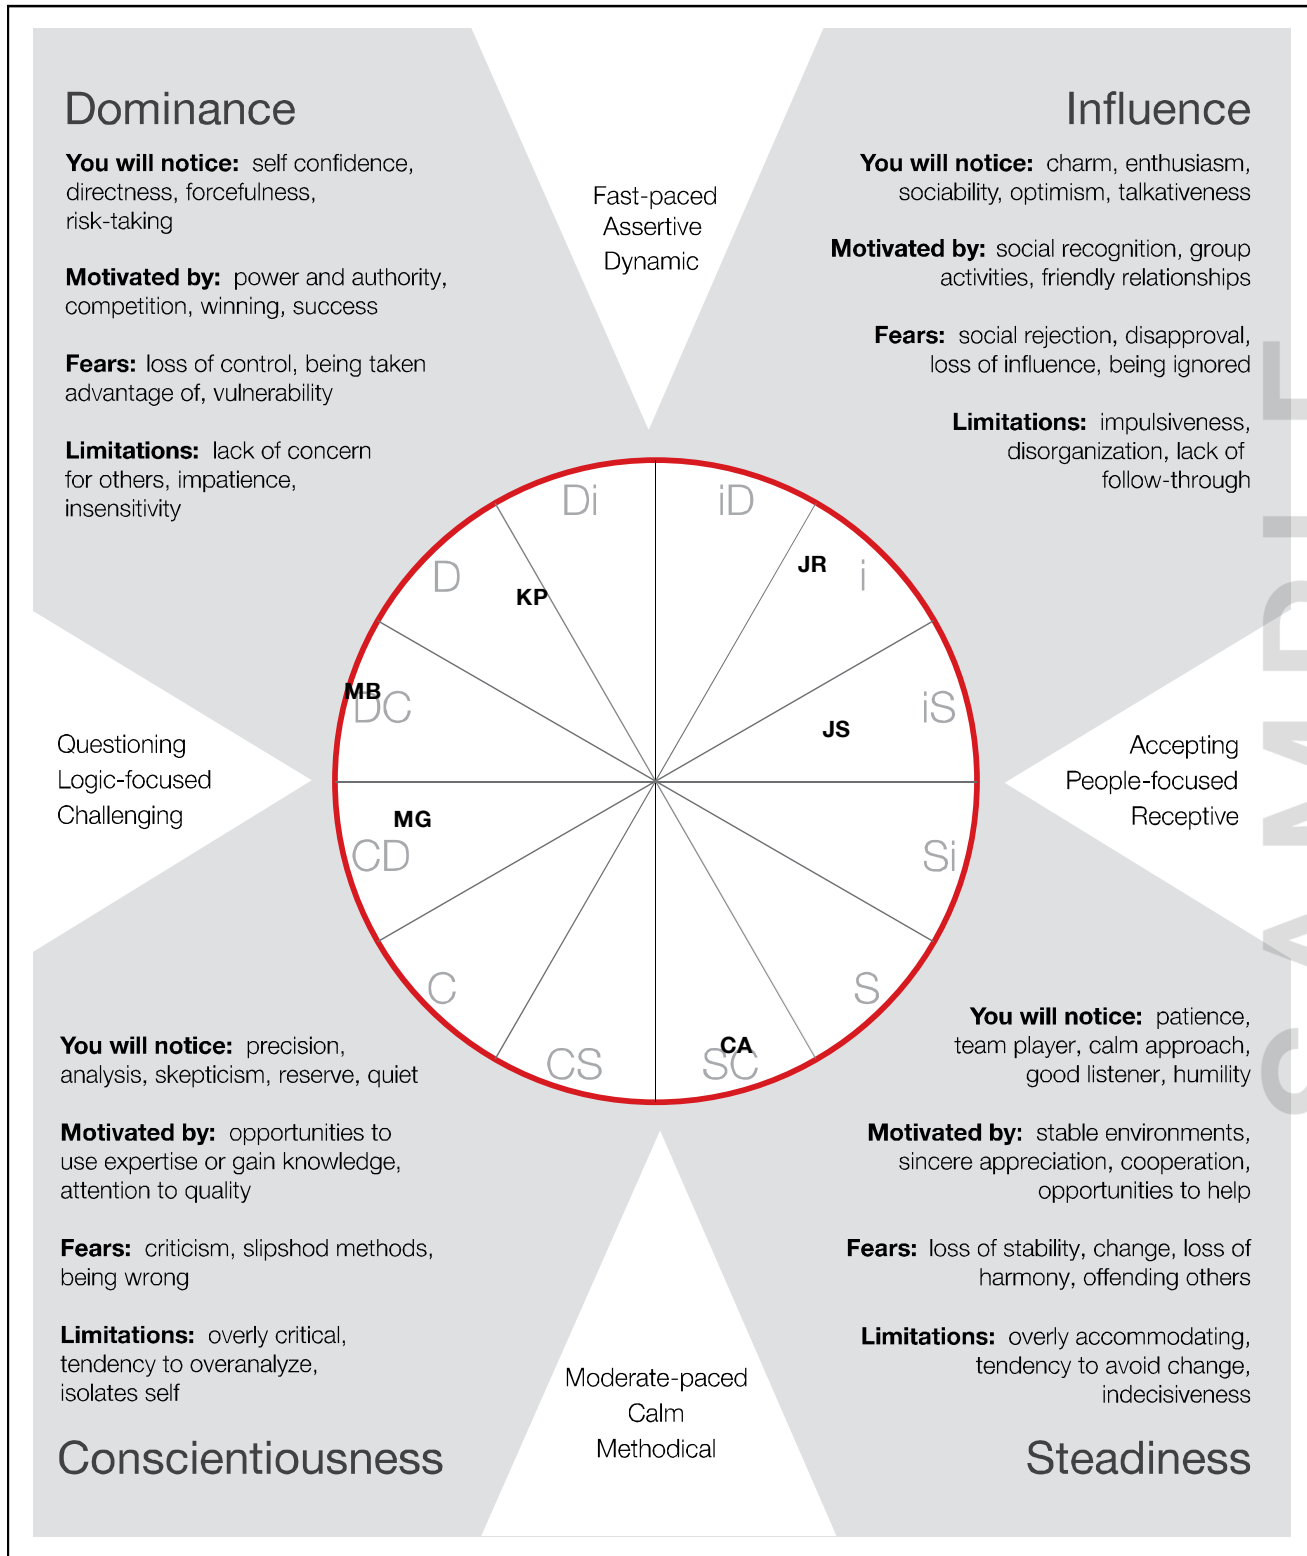 Dominance
You will notice: self confidence,
directness, forcefulness,
risk-taking
Motivated by: power and authority,
competition, winning, success
Fears: loss of control, being taken
advantage of, vulnerability
Limitations: lack of concern
for others, impatience,
insensitivity
Fast-paced
Assertive
Dynamic
Influence
You will notice: charm, enthusiasm,
sociability, optimism, talkativeness
Motivated by: social recognition, group
activities, friendly relationships
Fears: social rejection, disapproval,
loss of influence, being ignored
Limitations: impulsiveness,
disorganization, lack of
follow-through
Di
iD
D
KP
JR
i
MB
DC
JS
iS
MG
CD
Si
C
S
CS
CA
SC
Questioning
Logic-focused
Challenging
Accepting
People-focused
Receptive
You will notice: precision,
analysis, skepticism, reserve, quiet
Motivated by: opportunities to
use expertise or gain knowledge,
attention to quality
Fears: criticism, slipshod methods,
being wrong
Limitations: overly critical,
tendency to overanalyze,
isolates self
Conscientiousness
Moderate-paced
Calm
Methodical
You will notice: patience,
team player, calm approach,
good listener, humility
Motivated by: stable environments,
sincere appreciation, cooperation,
opportunities to help
Fears: loss of stability, change, loss of
harmony, offending others
Limitations: overly accommodating,
tendency to avoid change,
indecisiveness
Steadiness
SAMPLE